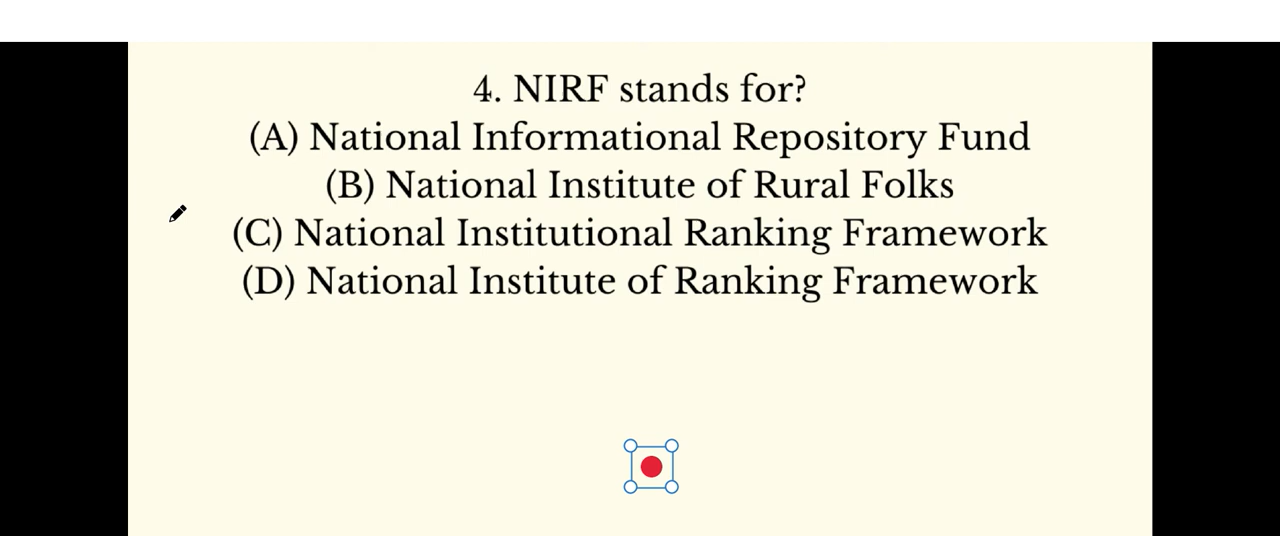 4. NIRF stands for?
(A) National Informational Repository Fund
(B) National Institute of Rural Folks
(C) National Institutional Ranking Framework
(D) National Institute of Ranking Framework